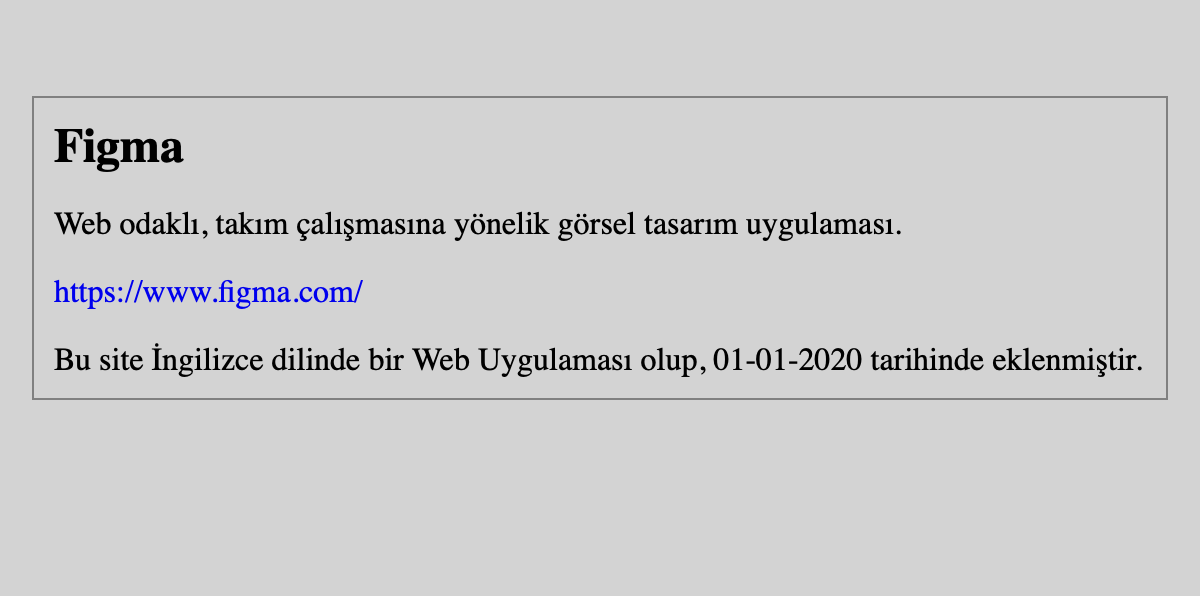 Figma
Web odaklı, takım çalışmasına yönelik görsel tasarım uygulaması.
https://www.figma.com/
Bu site İngilizce dilinde bir Web Uygulaması olup, 01-01-2020 tarihinde eklenmiştir.